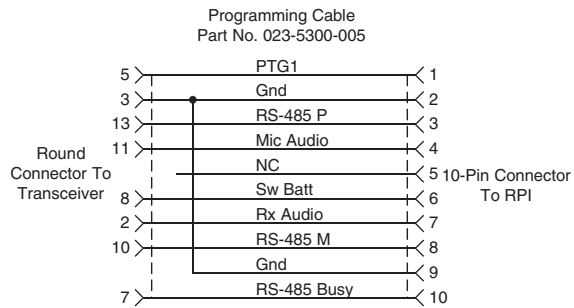 Programming Cable
Part No. 023-5300-005
5 PTG1 1
3 Gnd 2
13 RS-485 P 3
11 Mic Audio 4
NC 5
8 Sw Batt 6
2 Rx Audio 7
10 RS-485 M 8
Gnd 9
7 RS-485 Busy 10
Round
Connector To
Transceiver
10-Pin Connector
To RPI